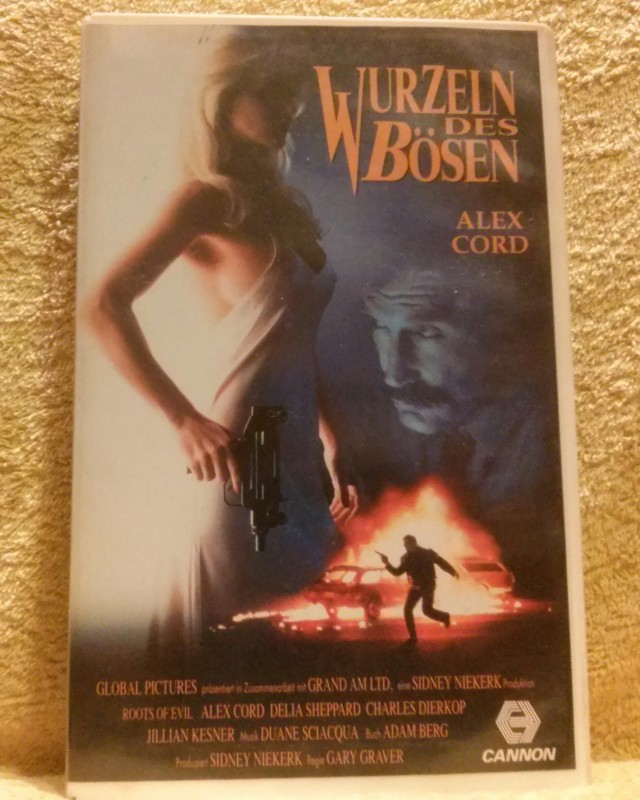 WURZELN
DES
BÖSEN
ALEX
CORD
GLOBAL PICTURES präsentiert in Zusammenarbeit mit GRAND AM LTD, eine SIDNEY NIEKERK Produktion
ROOTS OF EVIL ALEX CORD DELIA SHEPPARD CHARLES DIERKOP
JILLIAN KESNER Musik DUANE SCIACQUA Buch ADAM BERG
Produziert SIDNEY NIEKERK Regie GARY GRAVER
CANNON